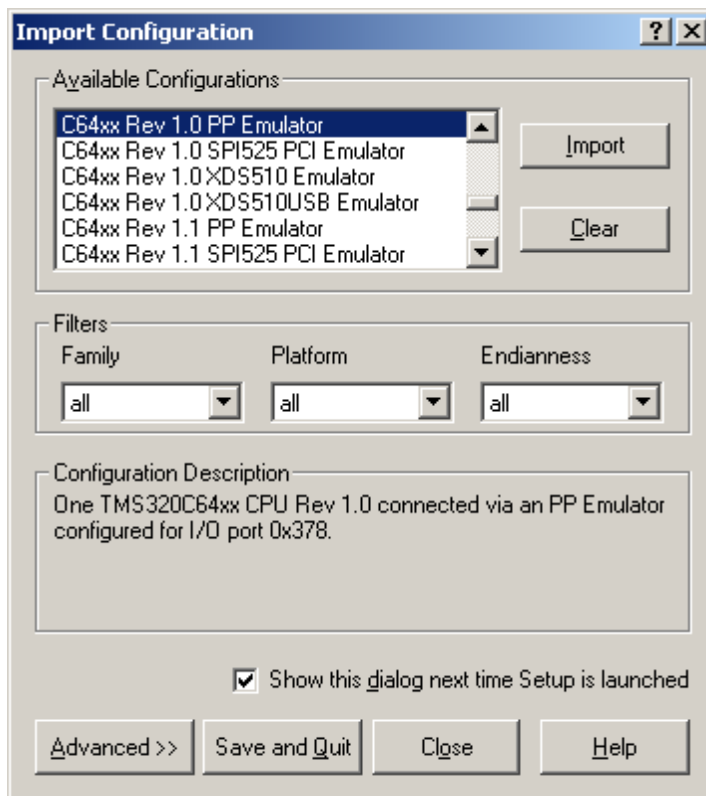 Import Configuration
Available Configurations
C64xx Rev 1.0 PP Emulator
C64xx Rev 1.0 SPI525 PCI Emulator
C64xx Rev 1.0 XDS510 Emulator
C64xx Rev 1.0 XDS510USB Emulator
C64xx Rev 1.1 PP Emulator
C64xx Rev 1.1 SPI525 PCI Emulator
Import
Clear
Filters
Family Platform Endianness
all all all
Configuration Description
One TMS320C64xx CPU Rev 1.0 connected via an PP Emulator
configured for I/O port 0x378.
Show this dialog next time Setup is launched
Advanced >> Save and Quit Close Help